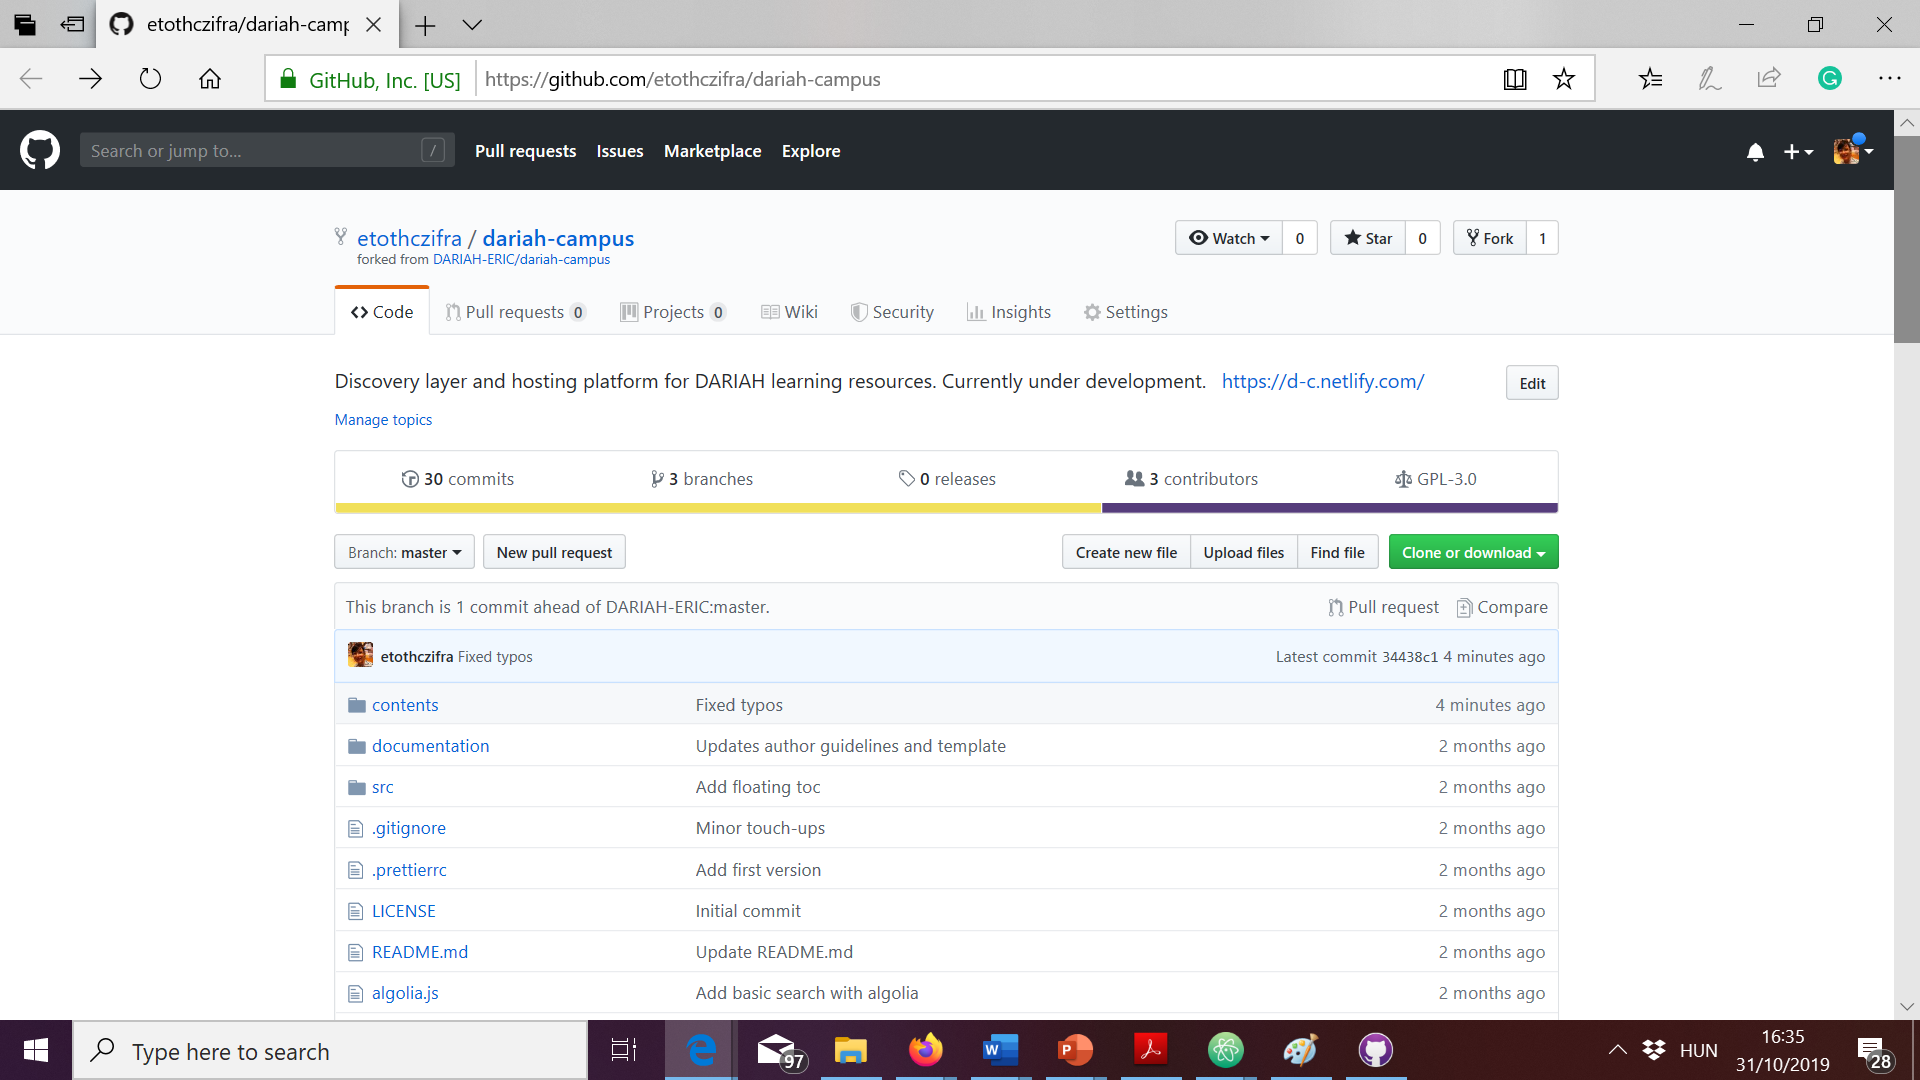 etothczifra/dariah-camp
GitHub, Inc. [US] https://github.com/etothczifra/dariah-campus
Search or jump to... /
Pull requests Issues Marketplace Explore
etothczifra / dariah-campus
forked from DARIAH-ERIC/dariah-campus
Watch 0 Star 0 Fork 1
Code Pull requests 0 Projects 0 Wiki Security Insights Settings
Discovery layer and hosting platform for DARIAH learning resources. Currently under development. https://d-c.netlify.com/
Edit
Manage topics
30 commits 3 branches 0 releases 3 contributors GPL-3.0
Branch: master New pull request Create new file Upload files Find file Clone or download
This branch is 1 commit ahead of DARIAH-ERIC:master. Pull request Compare
etothczifra Fixed typos Latest commit 34438c1 4 minutes ago
contents Fixed typos 4 minutes ago
documentation Updates author guidelines and template 2 months ago
src Add floating toc 2 months ago
.gitignore Minor touch-ups 2 months ago
.prettierrc Add first version 2 months ago
LICENSE Initial commit 2 months ago
README.md Update README.md 2 months ago
algolia.js Add basic search with algolia 2 months ago
Type here to search 97 HUN 16:35
31/10/2019 28